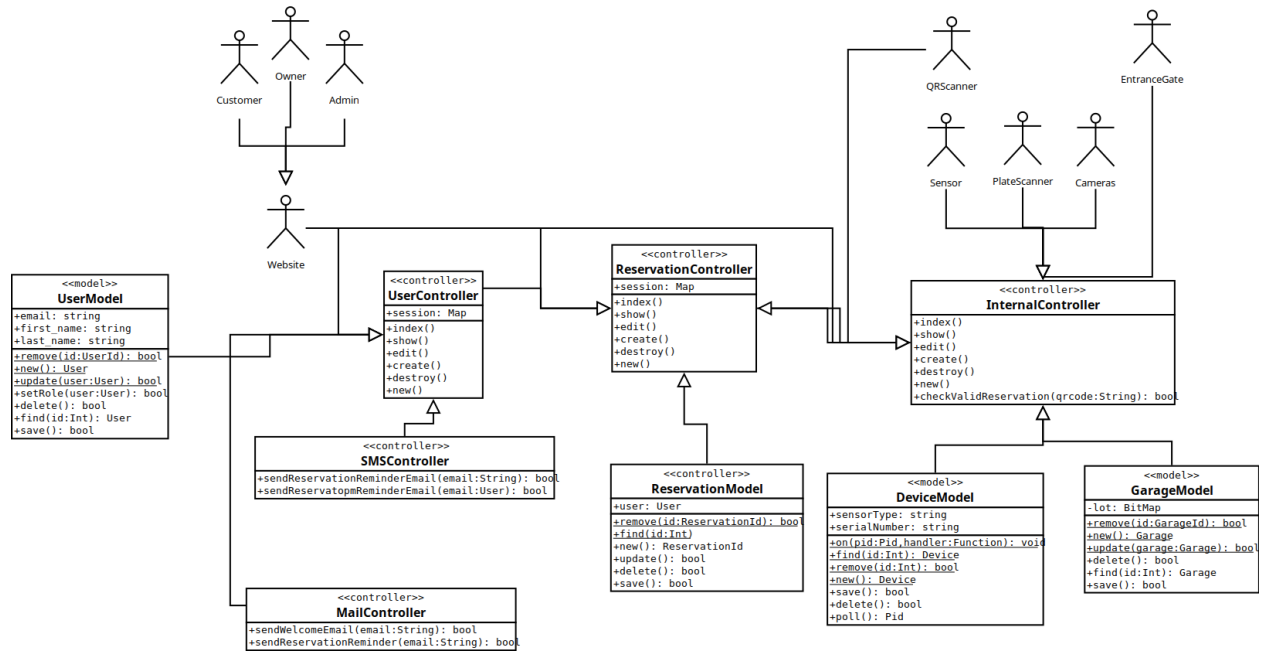 Customer
Owner
Admin
Website
QRScanner
EntranceGate
Sensor
PlateScanner
Cameras
<<model>>
UserModel
+email: string
+first_name: string
+last_name: string
+remove(id:UserId): bool
+new(): User
+update(user:User): bool
+setRole(user:User): bool
+delete(): bool
+find(id:Int): User
+save(): bool
<<controller>>
UserController
+session: Map
+index()
+show()
+edit()
+create()
+destroy()
+new()
<<controller>>
ReservationController
+session: Map
+index()
+show()
+edit()
+create()
+destroy()
+new()
<<controller>>
InternalController
+index()
+show()
+edit()
+create()
+destroy()
+new()
+checkValidReservation(qrcode:String): bool
<<controller>>
SMSController
+sendReservationReminderEmail(email:String): bool
+sendReservatopmReminderEmail(email:User): bool
<<controller>>
MailController
+sendWelcomeEmail(email:String): bool
+sendReservationReminder(email:String): bool
<<controller>>
ReservationModel
+user: User
+remove(id:ReservationId): bool
+find(id:Int)
+new(): ReservationId
+update(): bool
+delete(): bool
+save(): bool
<<model>>
DeviceModel
+sensorType: string
+serialNumber: string
+on(pid:Pid,handler:Function): void
+find(id:Int): Device
+remove(id:Int): bool
+new(): Device
+save(): bool
+delete(): bool
+poll(): Pid
<<model>>
GarageModel
-lot: BitMap
+remove(id:GarageId): bool
+new(): Garage
+update(garage:Garage): bool
+delete(): bool
+find(id:Int): Garage
+save(): bool